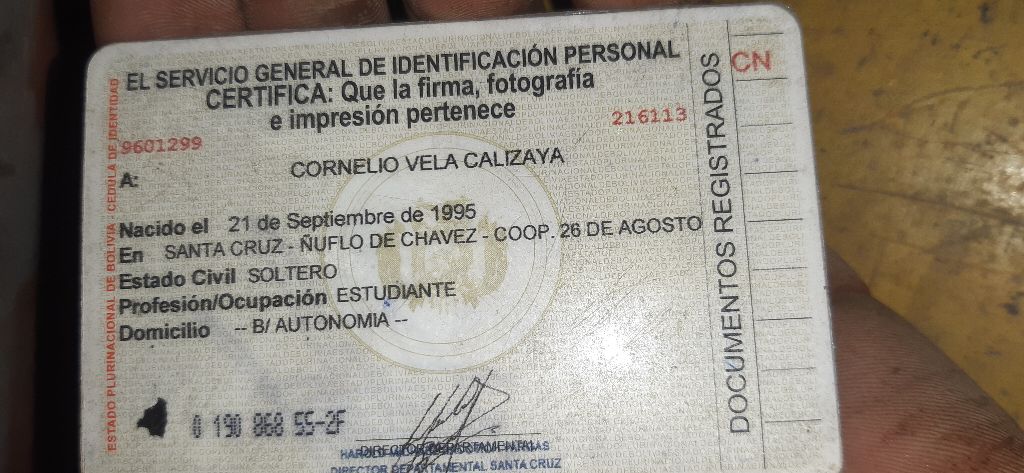 EL SERVICIO GENERAL DE IDENTIFICACIÓN PERSONAL
CERTIFICA: Que la firma, fotografía
e impresión pertenece
9601299
216113
A: CORNELIO VELA CALIZAYA
Nacido el 21 de Septiembre de 1995
En SANTA CRUZ - ÑUFLO DE CHAVEZ - COOP. 26 DE AGOSTO
Estado Civil SOLTERO
Profesión/Ocupación ESTUDIANTE
Domicilio -- B/ AUTONOMIA --
0 190 868 55-2F
DIRECTOR DEPARTAMENTAL
DIRECTOR DEPARTAMENTAL SANTA CRUZ
ESTADO PLURINACIONAL DE BOLIVIA - CEDULA DE IDENTIDAD
DOCUMENTOS REGISTRADOS
CN